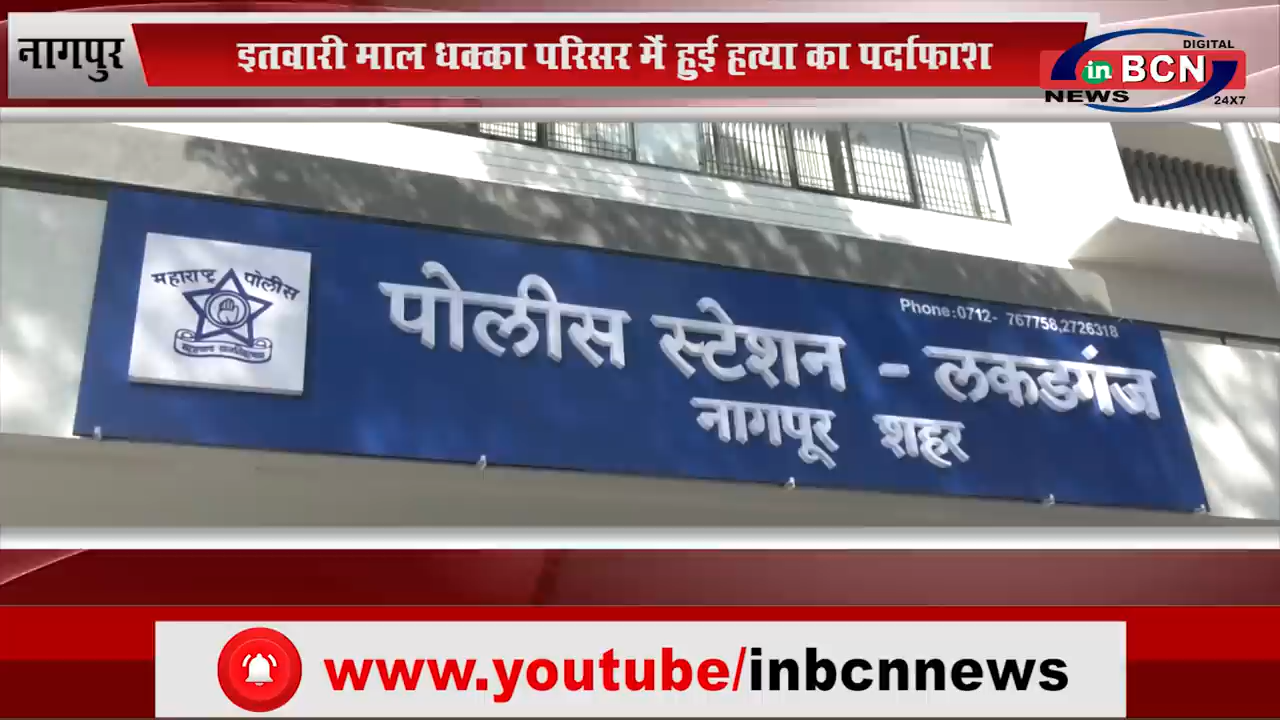 नागपुर
इतवारी माल धक्का परिसर में हुई हत्या का पर्दाफाश
DIGITAL
in BCN
NEWS
24X7
महाराष्ट्र पोलीस
Phone:0712- 767758,2726318
पोलीस स्टेशन - लकडगंज
नागपूर शहर
www.youtube/inbcnnews